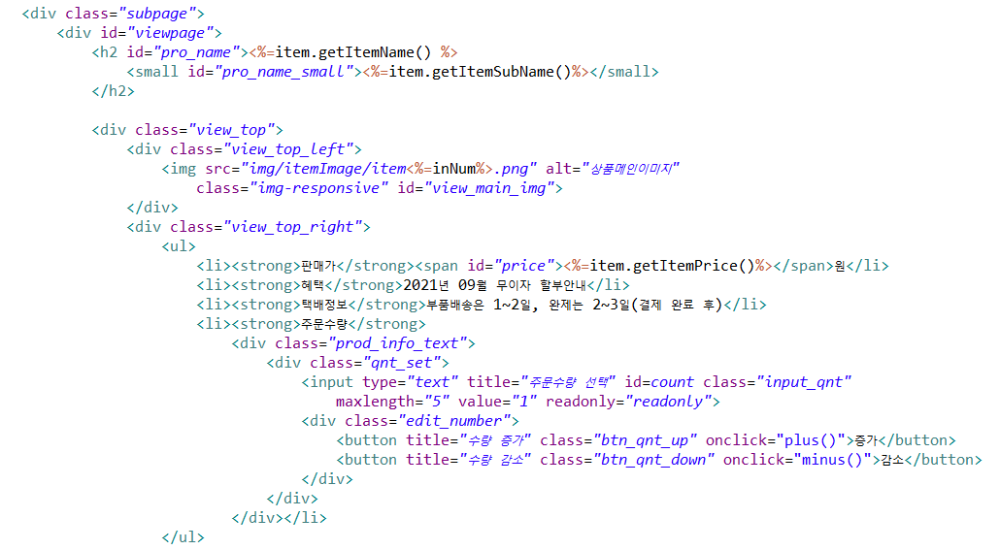 <div class="subpage">
<div id="viewpage">
<h2 id="pro_name"><%=item.getItemName() %>
<small id="pro_name_small"><%=item.getItemSubName()%></small>
</h2>
<div class="view_top">
<div class="view_top_left">
<img src="img/itemImage/item<%=inNum%>.png" alt="상품메인이미지"
class="img-responsive" id="view_main_img">
</div>
<div class="view_top_right">
<ul>
<li><strong>판매가</strong><span id="price"><%=item.getItemPrice()%></span>원</li>
<li><strong>혜택</strong>2021년 09월 무이자 할부안내</li>
<li><strong>택배정보</strong>부품배송은 1~2일, 완제는 2~3일(결제 완료 후)</li>
<li><strong>주문수량</strong>
<div class="prod_info_text">
<div class="qnt_set">
<input type="text" title="주문수량 선택" id=count class="input_qnt"
maxlength="5" value="1" readonly="readonly">
<div class="edit_number">
<button title="수량 증가" class="btn_qnt_up" onclick="plus()">증가</button>
<button title="수량 감소" class="btn_qnt_down" onclick="minus()">감소</button>
</div>
</div>
</div></li>
</ul>